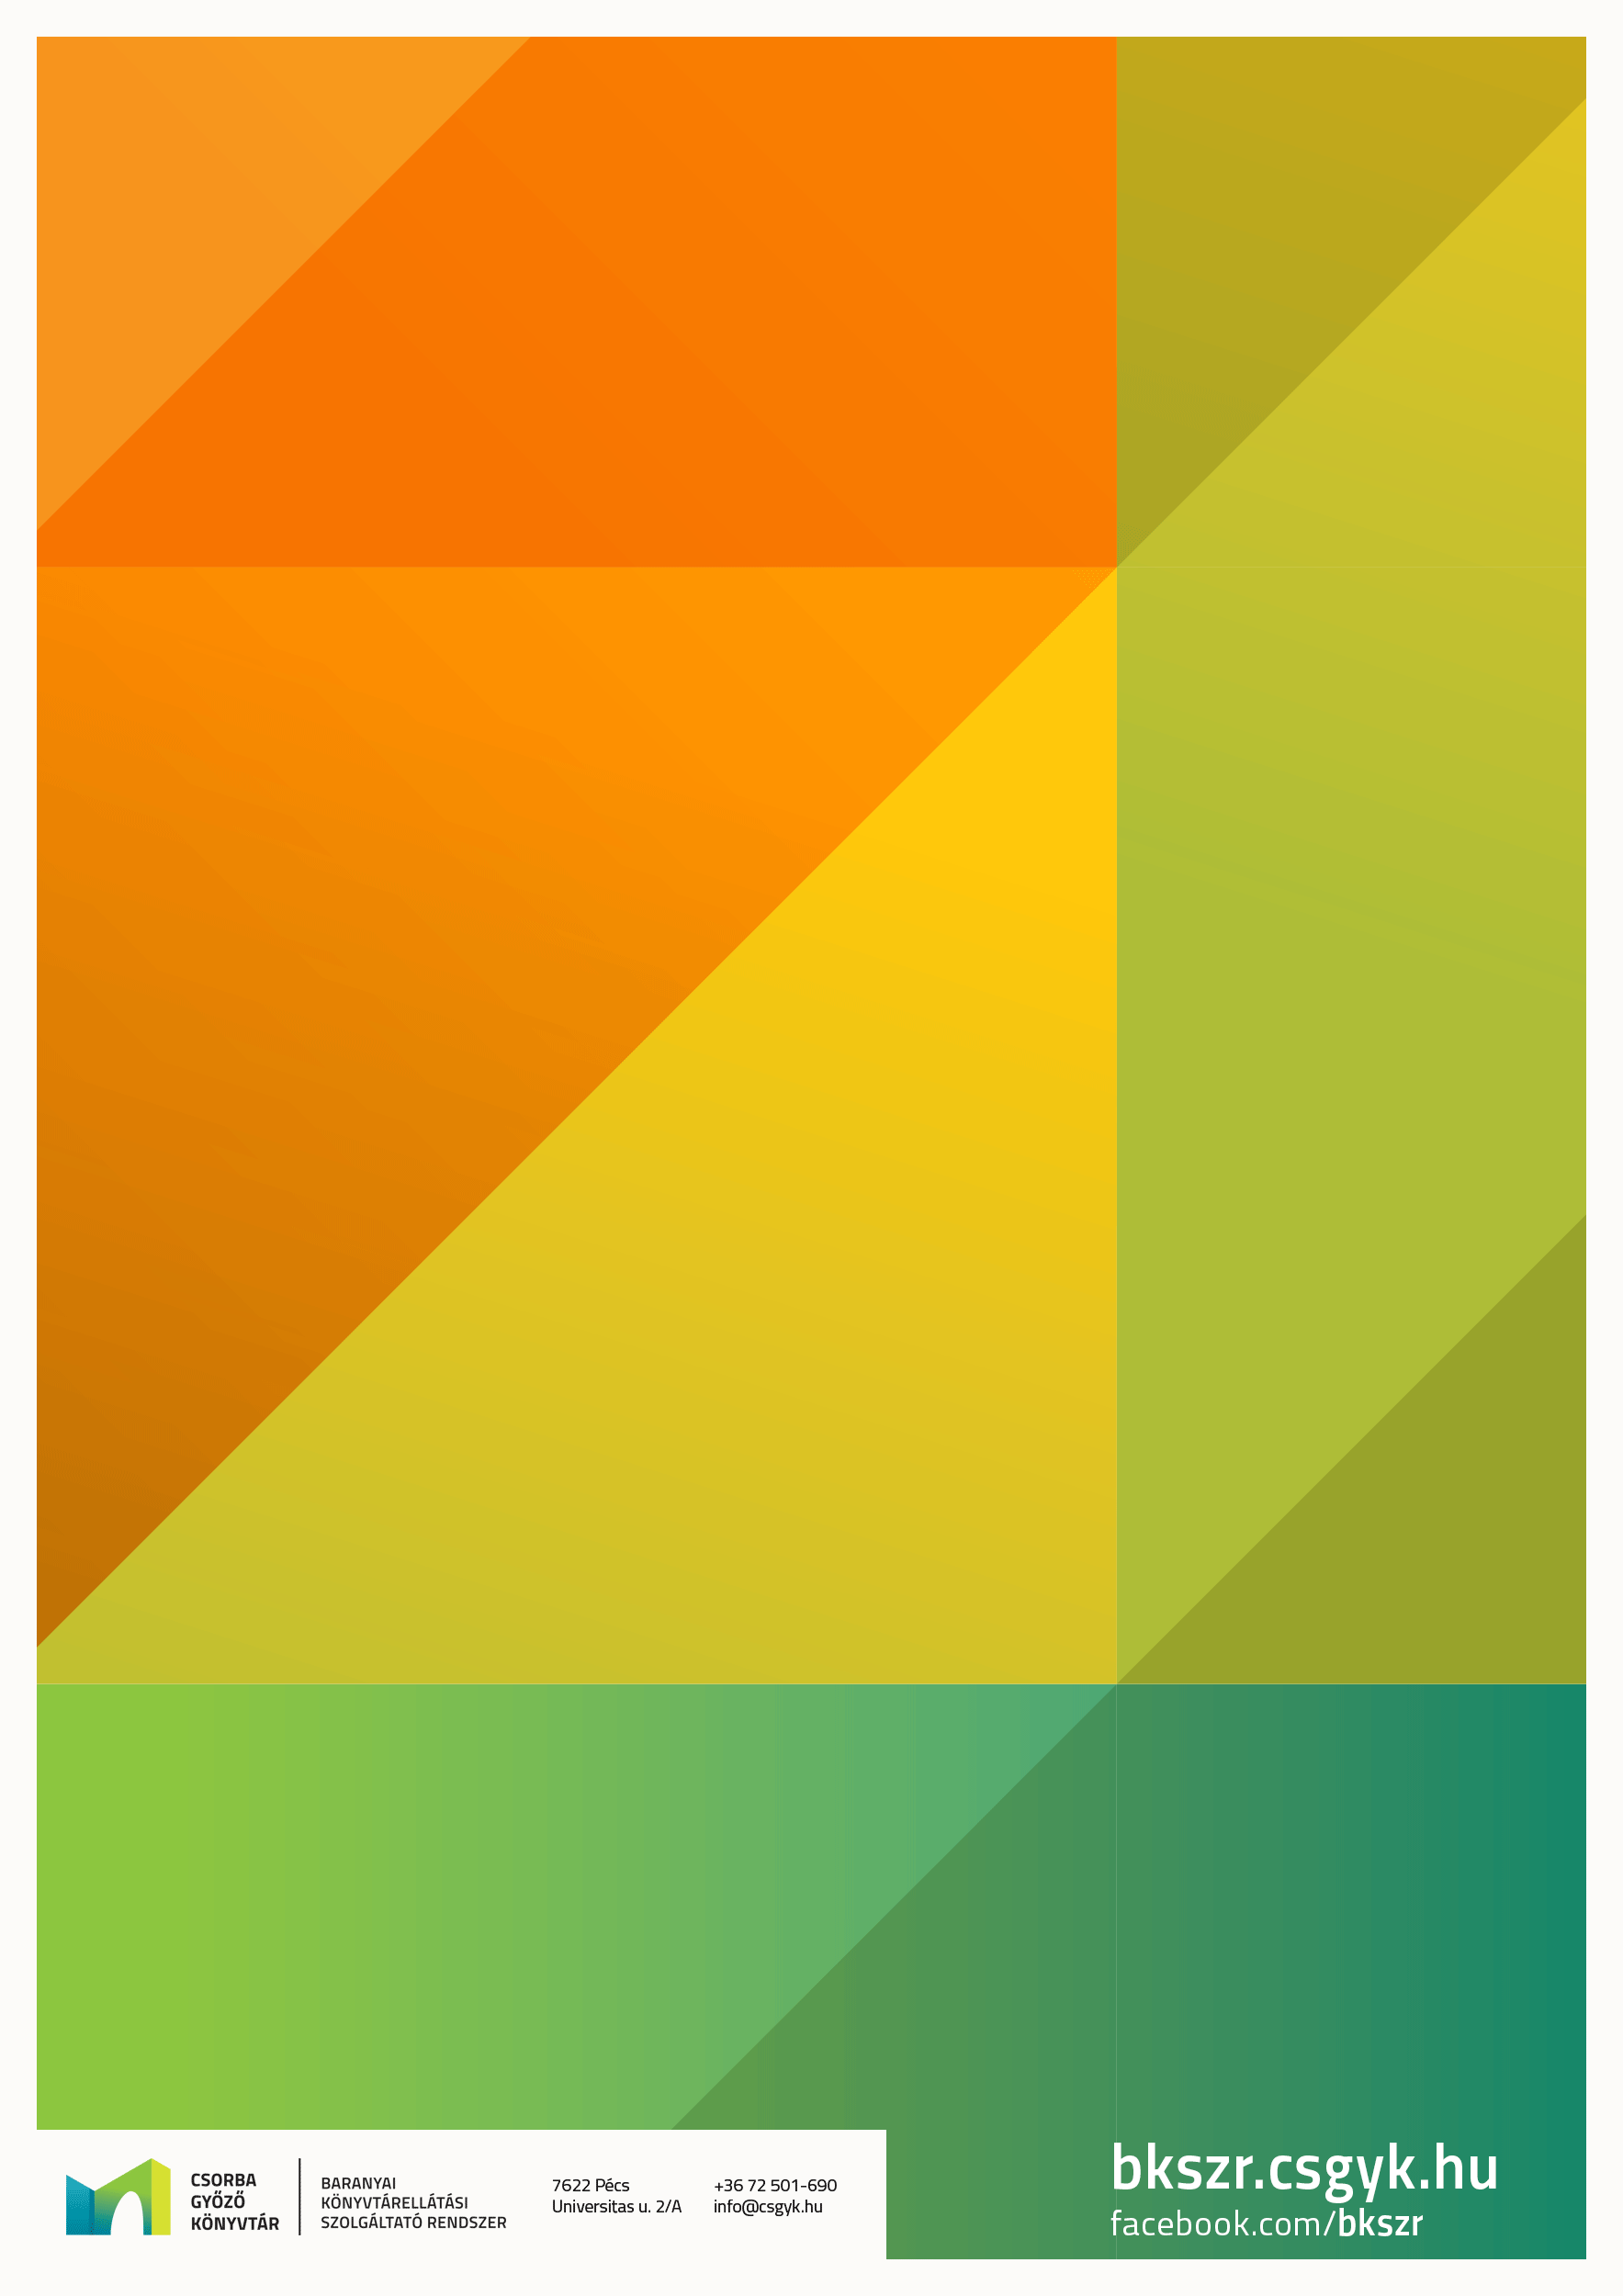 CSORBA
GYŐZŐ
KÖNYVTÁR
BARANYAI
KÖNYVTÁRELLÁTÁSI
SZOLGÁLTATÓ RENDSZER
7622 Pécs
Universitas u. 2/A
+36 72 501-690
info@csgyk.hu
bkszr.csgyk.hu
facebook.com/bkszr